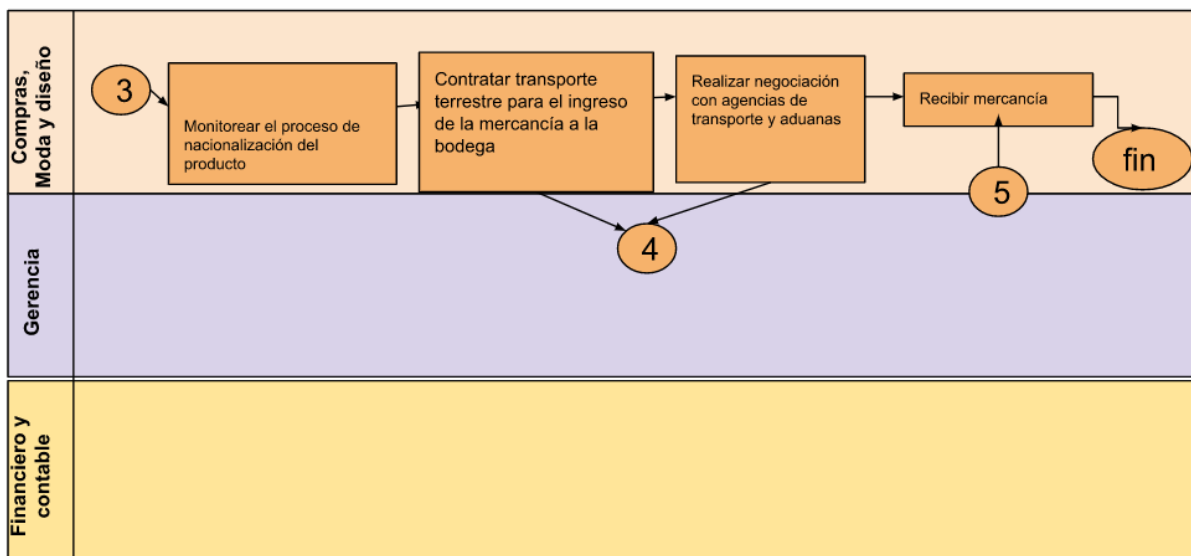 Compras,
Moda y diseño
3
Monitorear el proceso de
nacionalización del
producto
Contratar transporte
terrestre para el ingreso
de la mercancía a la
bodega
Realizar negociación
con agencias de
transporte y aduanas
Recibir mercancía
fin
5
4
Gerencia
Financiero y
contable